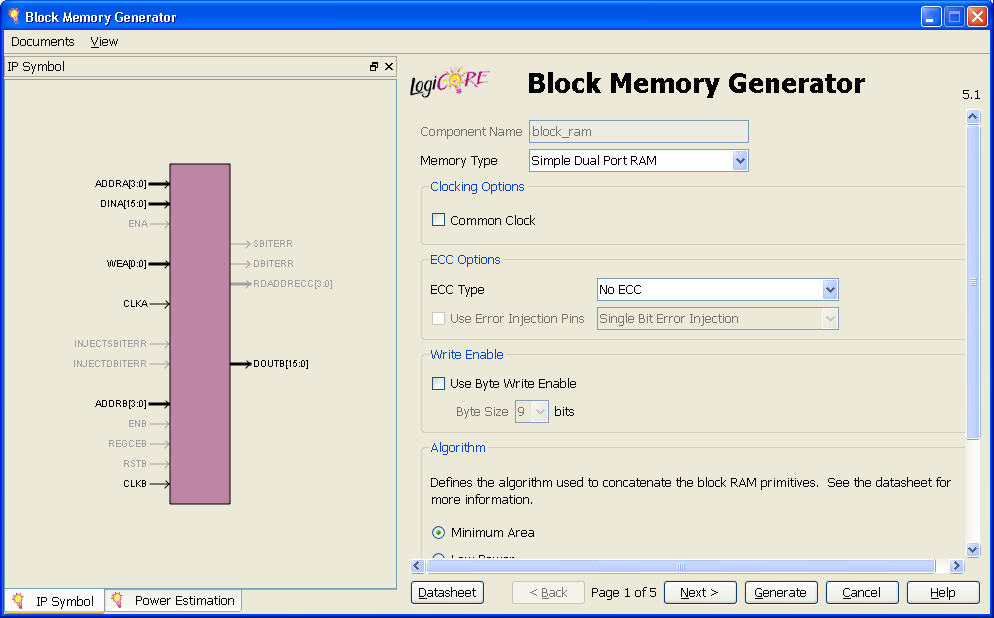 Block Memory Generator
Documents View
IP Symbol
LogiCORE
Block Memory Generator
5.1
Component Name block_ram
Memory Type Simple Dual Port RAM
Clocking Options
Common Clock
ECC Options
ECC Type No ECC
Use Error Injection Pins Single Bit Error Injection
Write Enable
Use Byte Write Enable
Byte Size 9 bits
Algorithm
Defines the algorithm used to concatenate the block RAM primitives. See the datasheet for
more information.
Minimum Area
Low Power
ADDRA[3:0]
DINA[15:0]
ENA
WEA[0:0]
CLKA
INJECTSBITERR
INJECTDBITERR
ADDRB[3:0]
ENB
REGCEB
RSTB
CLKB
SBITERR
DBITERR
RDADDRECC[3:0]
DOUTB[15:0]
IP Symbol Power Estimation
Datasheet < Back Page 1 of 5 Next > Generate Cancel Help